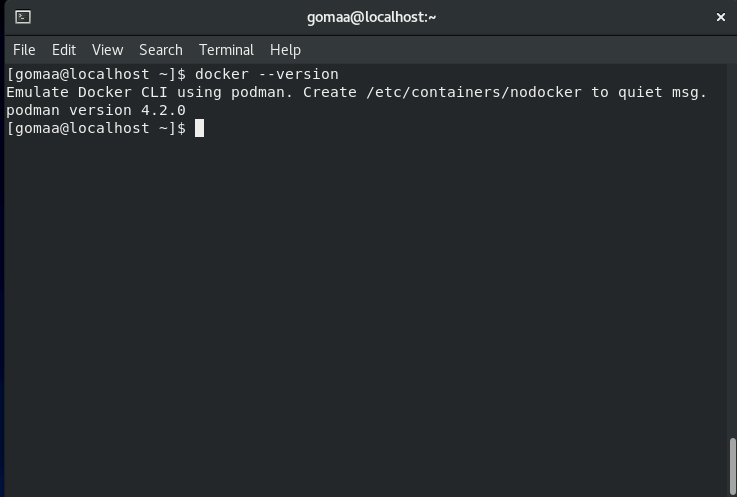 gomaa@localhost:~
File Edit View Search Terminal Help
[gomaa@localhost ~]$ docker --version
Emulate Docker CLI using podman. Create /etc/containers/nodocker to quiet msg.
podman version 4.2.0
[gomaa@localhost ~]$